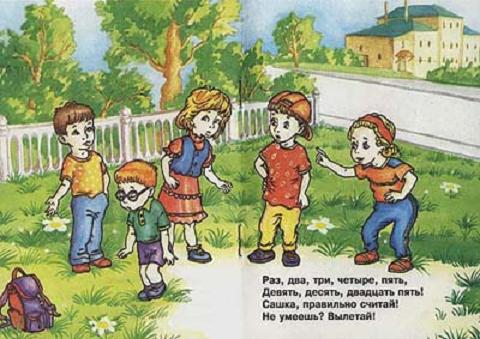 Раз, два, три, четыре, пять,
Девять, десять, двадцать пять!
Сашка, правильно считай!
Не умеешь? Вылетай!